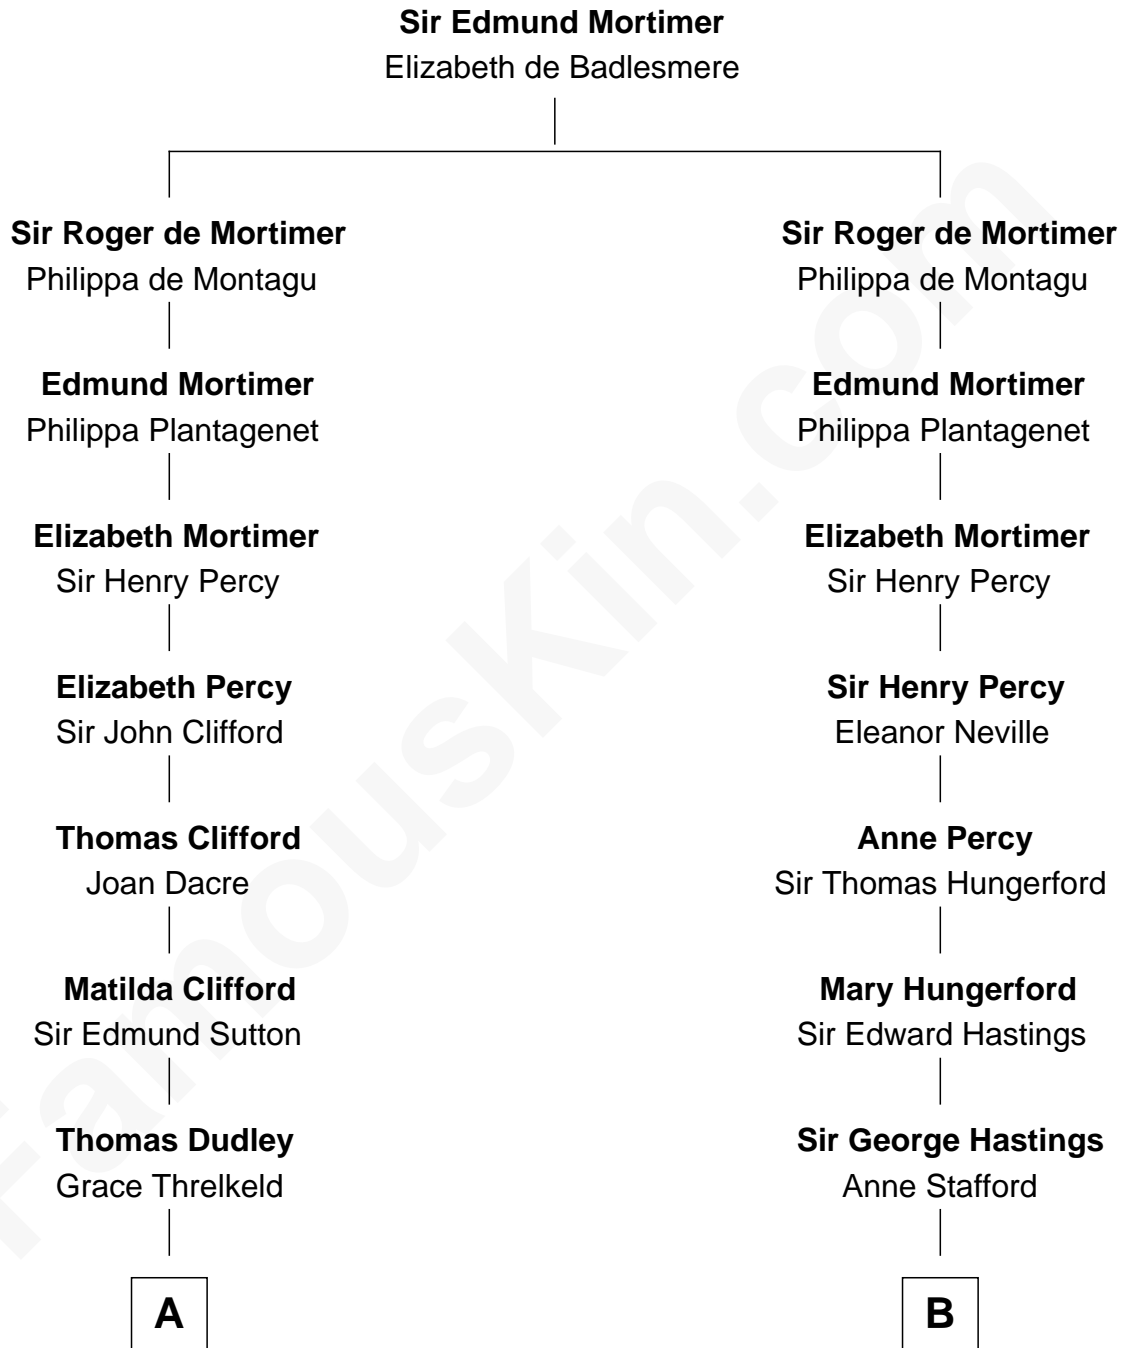 Sir Edmund Mortimer
Elizabeth de Badlesmere
Sir Roger de Mortimer
Philippa de Montagu
Sir Roger de Mortimer
Philippa de Montagu
Edmund Mortimer
Philippa Plantagenet
Edmund Mortimer
Philippa Plantagenet
Elizabeth Mortimer
Sir Henry Percy
Elizabeth Mortimer
Sir Henry Percy
Elizabeth Percy
Sir John Clifford
Sir Henry Percy
Eleanor Neville
Thomas Clifford
Joan Dacre
Anne Percy
Sir Thomas Hungerford
Matilda Clifford
Sir Edmund Sutton
Mary Hungerford
Sir Edward Hastings
Thomas Dudley
Grace Threlkeld
Sir George Hastings
Anne Stafford
A
B
FamousKin.com